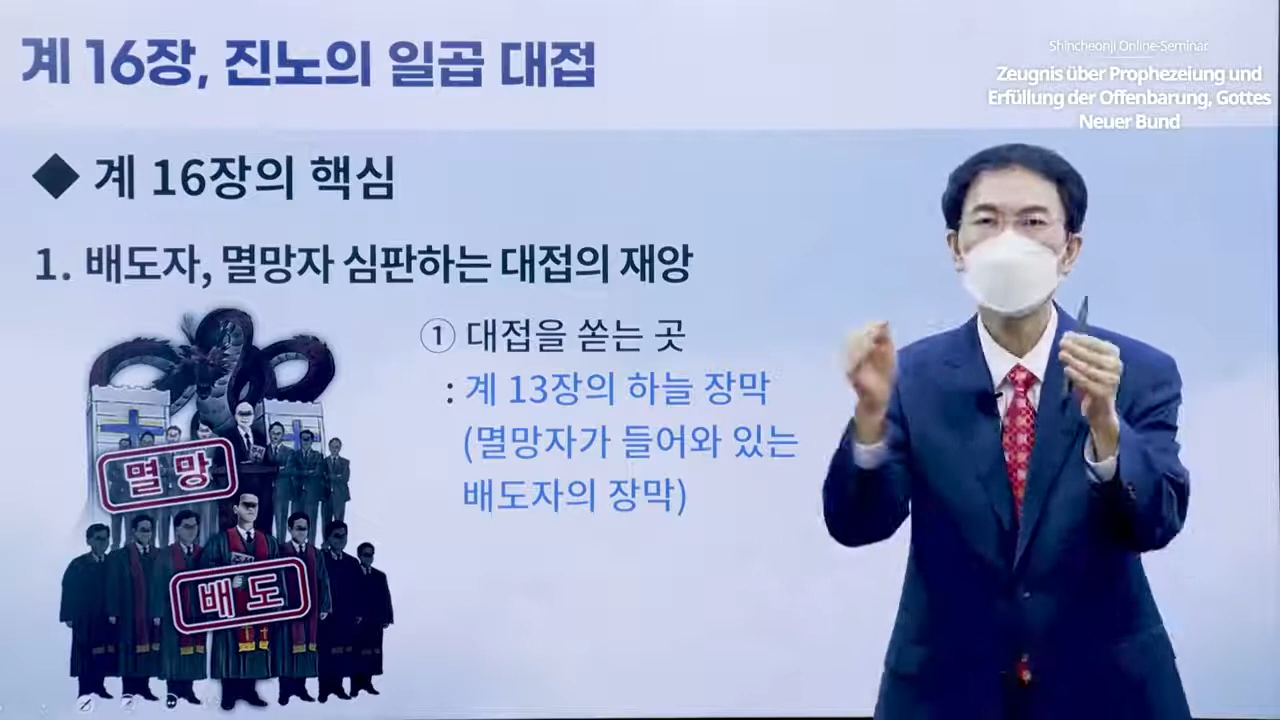 계 16장, 진노의 일곱 대접
Shincheonji Online-Seminar
Zeugnis über Prophezeiung und
Erfüllung der Offenbarung, Gottes
Neuer Bund
◆ 계 16장의 핵심
1. 배도자, 멸망자 심판하는 대접의 재앙
① 대접을 쏟는 곳
: 계 13장의 하늘 장막
(멸망자가 들어와 있는
배도자의 장막)
멸망
배도